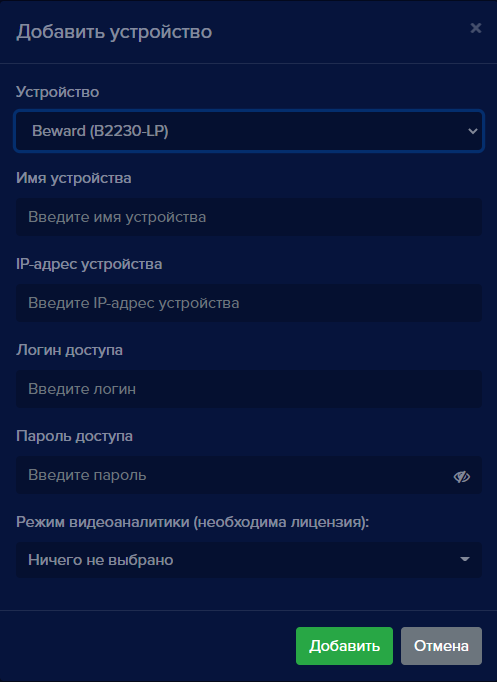 Добавить устройство
×
Устройство
Beward (B2230-LP)
Имя устройства
Введите имя устройства
IP-адрес устройства
Введите IP-адрес устройства
Логин доступа
Введите логин
Пароль доступа
Введите пароль
Режим видеоаналитики (необходима лицензия):
Ничего не выбрано
Добавить Отмена